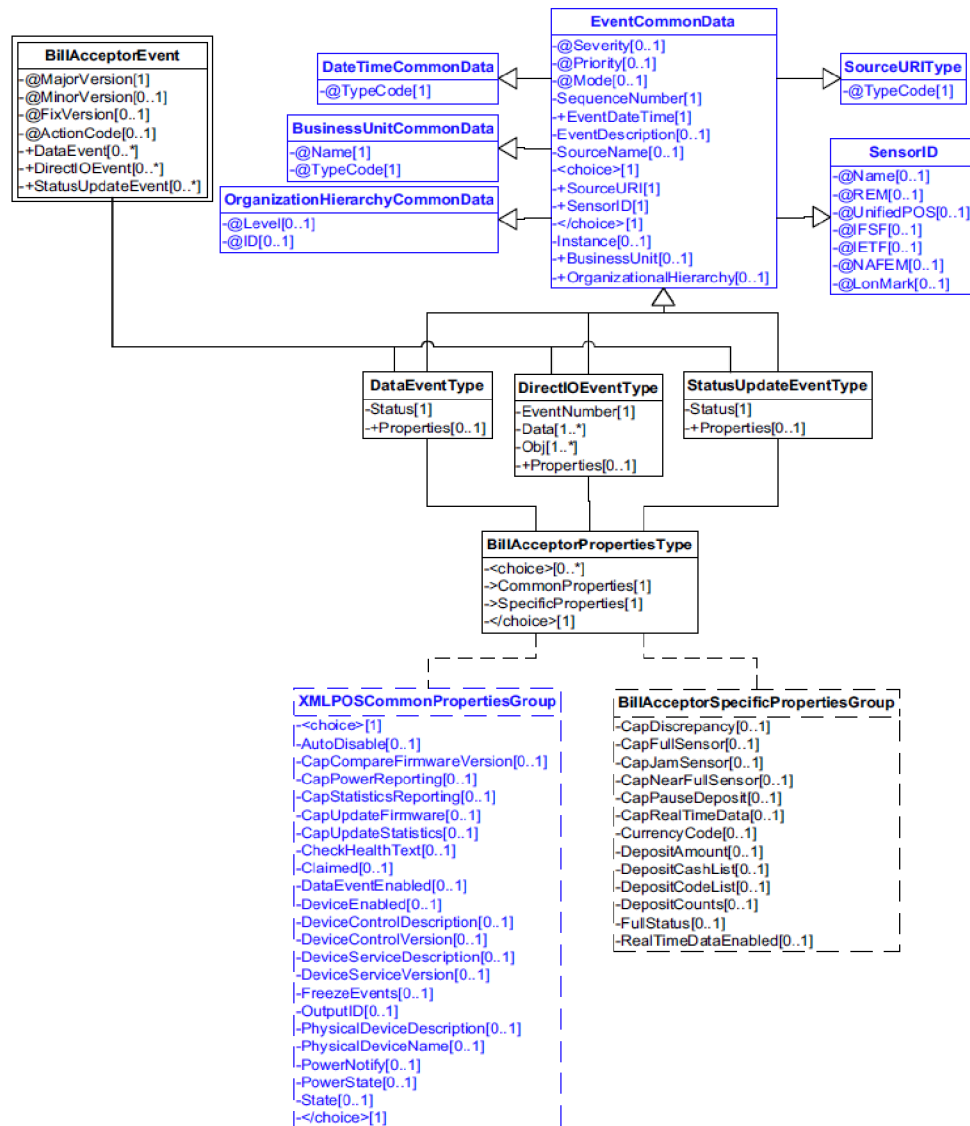 BillAcceptorEvent
-@MajorVersion[1]
-@MinorVersion[0..1]
-@FixVersion[0..1]
-@ActionCode[0..1]
-+DataEvent[0..*]
-+DirectIOEvent[0..*]
-+StatusUpdateEvent[0..*]
DateTimeCommonData
-@TypeCode[1]
BusinessUnitCommonData
-@Name[1]
-@TypeCode[1]
OrganizationHierarchyCommonData
-@Level[0..1]
-@ID[0..1]
EventCommonData
-@Severity[0..1]
-@Priority[0..1]
-@Mode[0..1]
-SequenceNumber[1]
-+EventDateTime[1]
-EventDescription[0..1]
-SourceName[0..1]
-<choice>[1]
-+SourceURI[1]
-+SensorID[1]
-</choice>[1]
-Instance[0..1]
-+BusinessUnit[0..1]
-+OrganizationalHierarchy[0..1]
SourceURIType
-@TypeCode[1]
SensorID
-@Name[0..1]
-@REM[0..1]
-@UnifiedPOS[0..1]
-@IFSF[0..1]
-@IETF[0..1]
-@NAFEM[0..1]
-@LonMark[0..1]
DataEventType
-Status[1]
-+Properties[0..1]
DirectIOEventType
-EventNumber[1]
-Data[1..*]
-Obj[1..*]
-+Properties[0..1]
StatusUpdateEventType
-Status[1]
-+Properties[0..1]
BillAcceptorPropertiesType
-<choice>[0..*]
->CommonProperties[1]
->SpecificProperties[1]
-</choice>[1]
XMLPOSCommonPropertiesGroup
-<choice>[1]
-AutoDisable[0..1]
-CapCompareFirmwareVersion[0..1]
-CapPowerReporting[0..1]
-CapStatisticsReporting[0..1]
-CapUpdateFirmware[0..1]
-CapUpdateStatistics[0..1]
-CheckHealthText[0..1]
-Claimed[0..1]
-DataEventEnabled[0..1]
-DeviceEnabled[0..1]
-DeviceControlDescription[0..1]
-DeviceControlVersion[0..1]
-DeviceServiceDescription[0..1]
-DeviceServiceVersion[0..1]
-FreezeEvents[0..1]
-OutputID[0..1]
-PhysicalDeviceDescription[0..1]
-PhysicalDeviceName[0..1]
-PowerNotify[0..1]
-PowerState[0..1]
-State[0..1]
-</choice>[1]
BillAcceptorSpecificPropertiesGroup
-CapDiscrepancy[0..1]
-CapFullSensor[0..1]
-CapJamSensor[0..1]
-CapNearFullSensor[0..1]
-CapPauseDeposit[0..1]
-CapRealTimeData[0..1]
-CurrencyCode[0..1]
-DepositAmount[0..1]
-DepositCashList[0..1]
-DepositCodeList[0..1]
-DepositCounts[0..1]
-FullStatus[0..1]
-RealTimeDataEnabled[0..1]